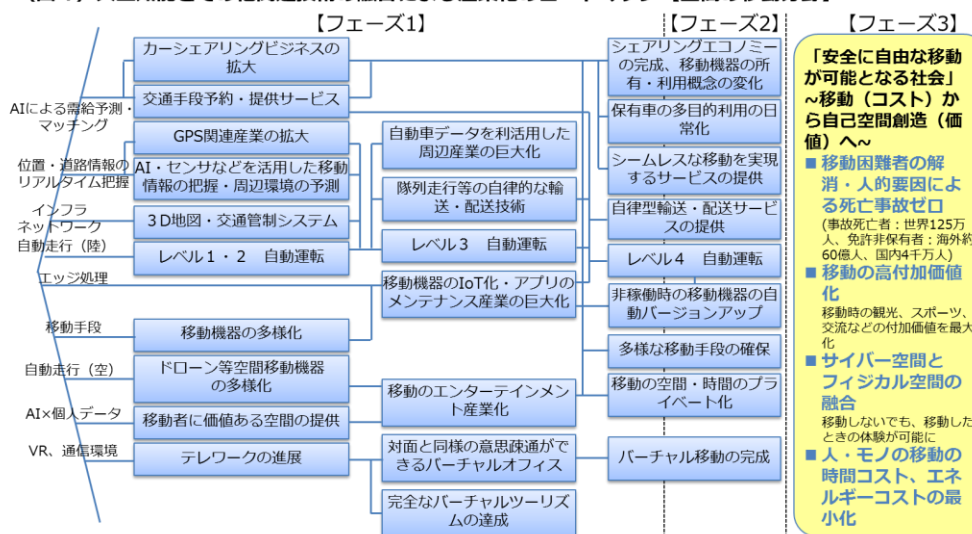 【フェーズ1】
【フェーズ2】
【フェーズ3】
AIによる需給予測・
マッチング
位置・道路情報の
リアルタイム把握
インフラ
ネットワーク
自動走行（陸）
エッジ処理
移動手段
自動走行（空）
AI×個人データ
VR、通信環境
カーシェアリングビジネスの
拡大
交通手段予約・提供サービス
GPS関連産業の拡大
AI・センサなどを活用した移動
情報の把握・周辺環境の予測
３D地図・交通管制システム
レベル１・２　自動運転
移動機器の多様化
ドローン等空間移動機器
の多様化
移動者に価値ある空間の提供
テレワークの進展
自動車データを利活用した
周辺産業の巨大化
隊列走行等の自律的な輸
送・配送技術
レベル３　自動運転
移動機器のIoT化・アプリの
メンテナンス産業の巨大化
移動のエンターテインメン
ト産業化
対面と同様の意思疎通がで
きるバーチャルオフィス
完全なバーチャルツーリズ
ムの達成
シェアリングエコノミー
の完成、移動機器の所
有・利用概念の変化
保有車の多目的利用の日
常化
シームレスな移動を実現
するサービスの提供
自律型輸送・配送サービ
スの提供
レベル４　自動運転
非稼働時の移動機器の自
動バージョンアップ
多様な移動手段の確保
移動の空間・時間のプラ
イベート化
バーチャル移動の完成
「安全に自由な移動
が可能となる社会」
~移動（コスト）か
ら自己空間創造（価
値）へ~
■ 移動困難者の解
消・人的要因によ
る死亡事故ゼロ
(事故死亡者：世界125万
人、免許非保有者：海外約
60億人、国内4千万人)
■ 移動の高付加価値
化
移動時の観光、スポーツ、
交流などの付加価値を最大
化
■ サイバー空間と
フィジカル空間の
融合
移動しないでも、移動した
ときの体験が可能に
■ 人・モノの移動の
時間コスト、エネ
ルギーコストの最
小化